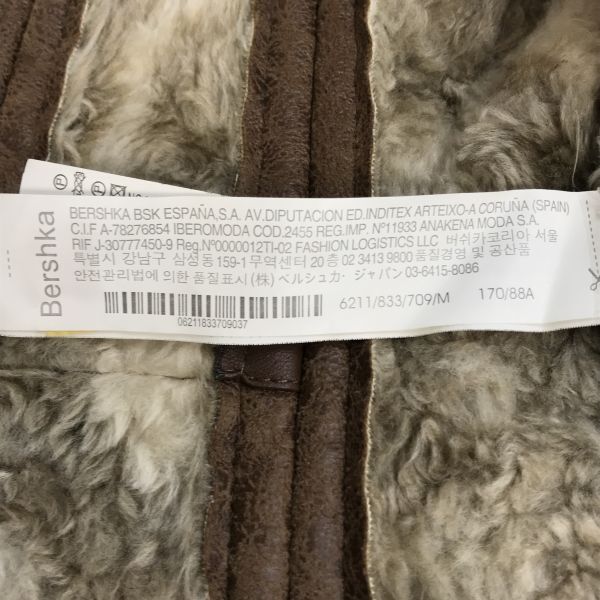 Bershka
BERSHKA BSK ESPAÑA,S.A. AV.DIPUTACION ED.INDITEX ARTEIXO-A CORUÑA (SPAIN)
C.I.F A-78276854 IBEROMODA COD.2455 REG.IMP. Nº11933 ANAKENA MODA S.A.
RIF J-30777450-9 Reg.Nº0000012TI-02 FASHION LOGISTICS LLC 버쉬카코리아 서울
특별시 강남구 삼성동 159-1 무역센터 20층 02 3413 9800 품질경영 및 공산품
안전관리법에 의한 품질표시 (株) ベルシュカ・ジャパン 03-6415-8086
6211/833/709/M 170/88A
06211833709037